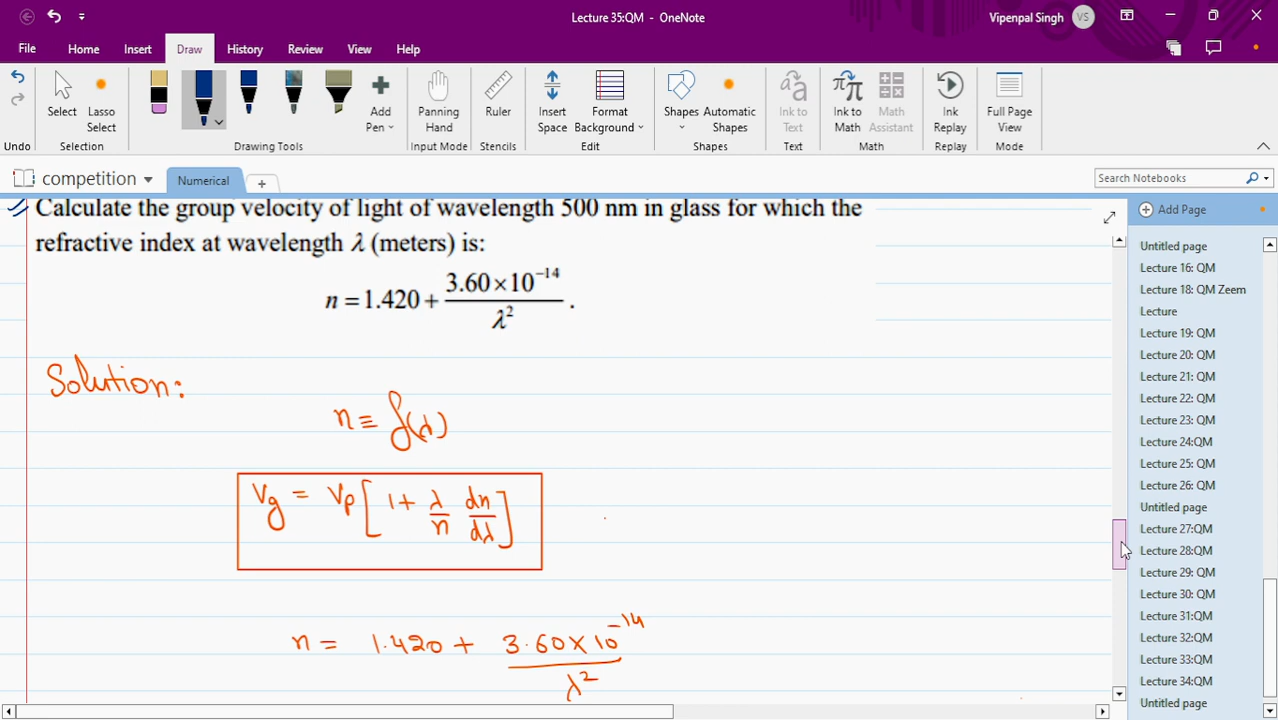 Lecture 35:QM - OneNote
Vipenpal Singh VS
File Home Insert Draw History Review View Help
Undo
Select
Lasso Select
Selection
Drawing Tools
Add Pen
Panning Hand
Input Mode
Ruler
Stencils
Insert Space
Format Background
Edit
Shapes
Automatic Shapes
Shapes
Ink to Text
Text
Ink to Math
Math Assistant
Math
Ink Replay
Replay
Full Page View
Mode
competition
Numerical
Search Notebooks
Calculate the group velocity of light of wavelength 500 nm in glass for which the
refractive index at wavelength λ (meters) is:
n = 1.420 + 3.60×10⁻¹⁴ / λ² .
Solution:
n ≡ f(λ)
Vg = Vp [ 1 + λ/n dn/dλ ]
n = 1.420 + 3.60 × 10⁻¹⁴ / λ²
Add Page
Untitled page
Lecture 16: QM
Lecture 18: QM Zeem
Lecture
Lecture 19: QM
Lecture 20: QM
Lecture 21: QM
Lecture 22: QM
Lecture 23: QM
Lecture 24:QM
Lecture 25: QM
Lecture 26: QM
Untitled page
Lecture 27:QM
Lecture 28:QM
Lecture 29: QM
Lecture 30: QM
Lecture 31:QM
Lecture 32:QM
Lecture 33:QM
Lecture 34:QM
Untitled page